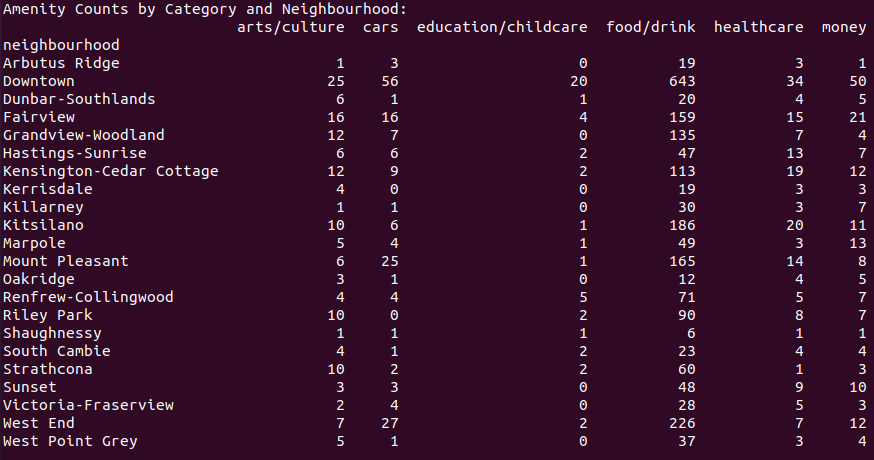 Amenity Counts by Category and Neighbourhood:
arts/culture cars education/childcare food/drink healthcare money
neighbourhood
Arbutus Ridge 1 3 0 19 3 1
Downtown 25 56 20 643 34 50
Dunbar-Southlands 6 1 1 20 4 5
Fairview 16 16 4 159 15 21
Grandview-Woodland 12 7 0 135 7 4
Hastings-Sunrise 6 6 2 47 13 7
Kensington-Cedar Cottage 12 9 2 113 19 12
Kerrisdale 4 0 0 19 3 3
Killarney 1 1 0 30 3 7
Kitsilano 10 6 1 186 20 11
Marpole 5 4 1 49 3 13
Mount Pleasant 6 25 1 165 14 8
Oakridge 3 1 0 12 4 5
Renfrew-Collingwood 4 4 5 71 5 7
Riley Park 10 0 2 90 8 7
Shaughnessy 1 1 1 6 1 1
South Cambie 4 1 2 23 4 4
Strathcona 10 2 2 60 1 3
Sunset 3 3 0 48 9 10
Victoria-Fraserview 2 4 0 28 5 3
West End 7 27 2 226 7 12
West Point Grey 5 1 0 37 3 4